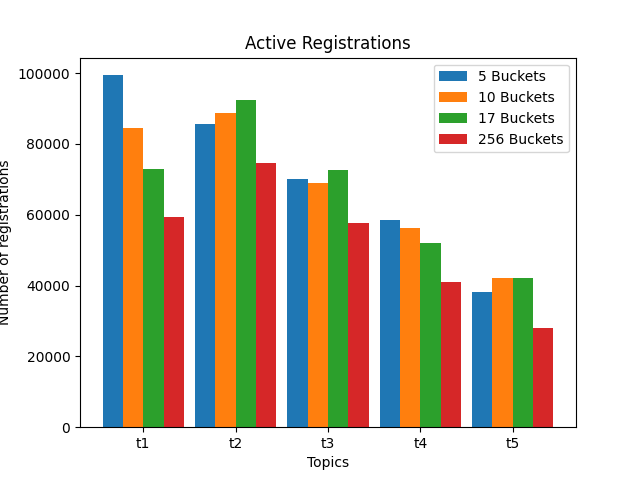 Active Registrations
5 Buckets
10 Buckets
17 Buckets
256 Buckets
100000
80000
60000
40000
20000
0
Number of registrations
t1 t2 t3 t4 t5
Topics